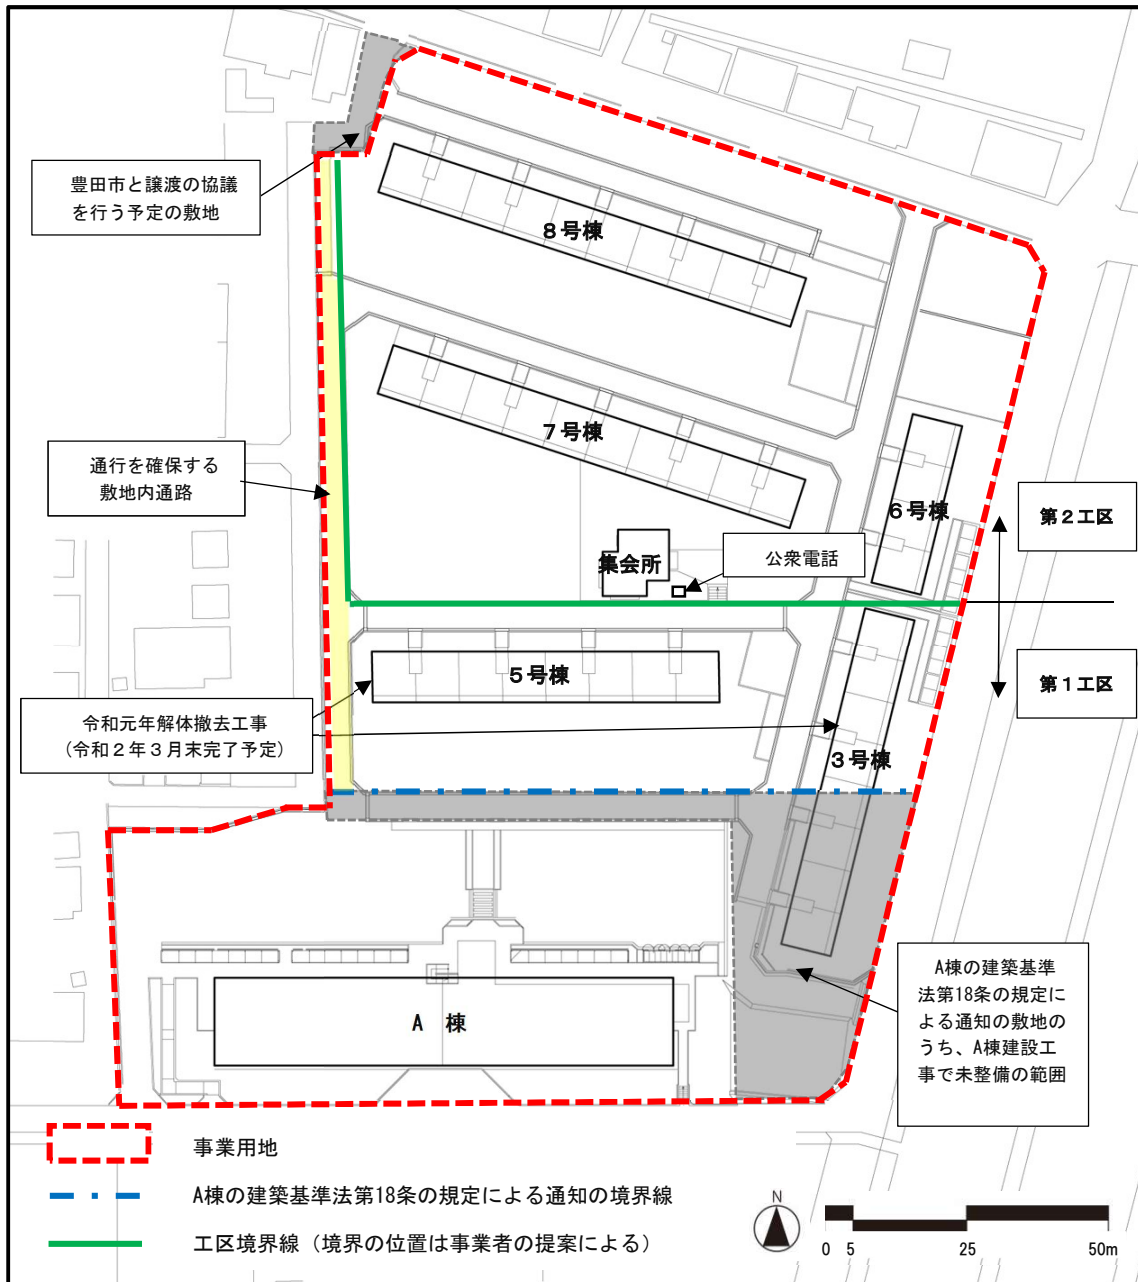 豊田市と譲渡の協議
を行う予定の敷地
8号棟
7号棟
通行を確保する
敷地内通路
6号棟
第2工区
集会所
公衆電話
5号棟
第1工区
令和元年解体撤去工事
(令和2年3月末完了予定)
3号棟
A棟の建築基準
法第18条の規定に
よる通知の敷地の
うち、A棟建設工
事で未整備の範囲
A 棟
事業用地
A棟の建築基準法第18条の規定による通知の境界線
工区境界線（境界の位置は事業者の提案による）
N
0 5 25 50m